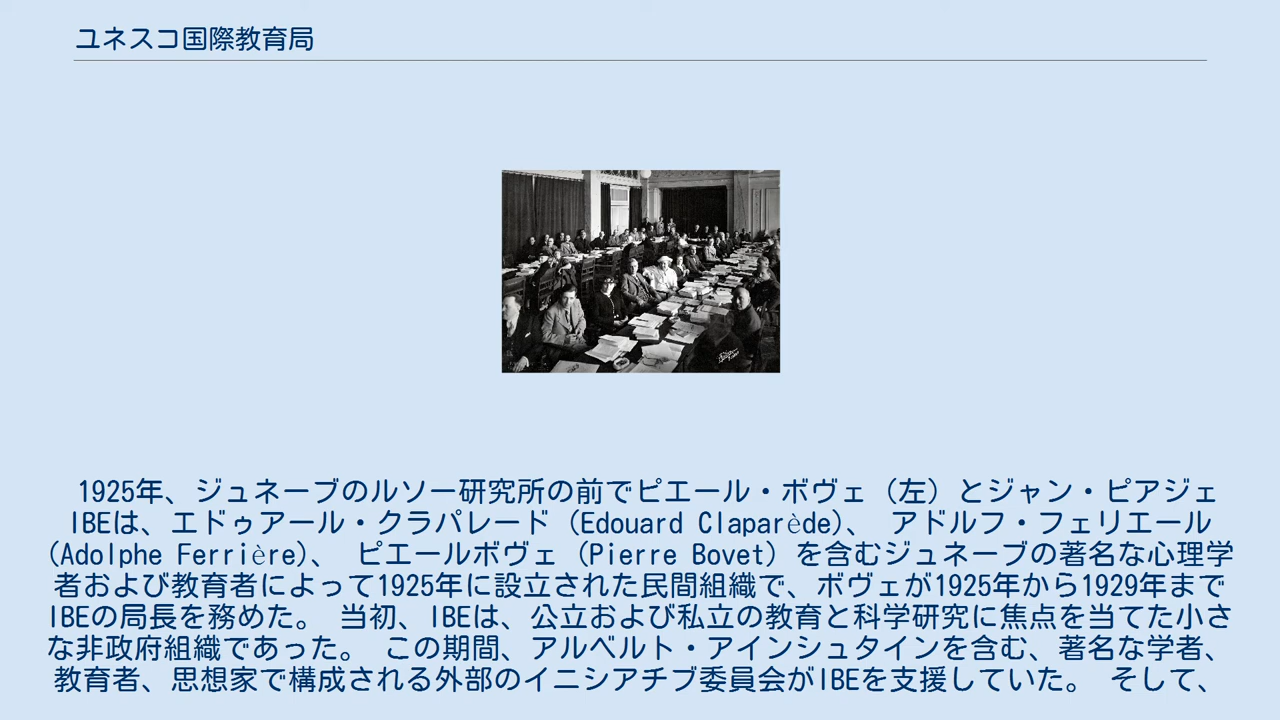 ユネスコ国際教育局
1925年、ジュネーブのルソー研究所の前でピエール・ボヴェ（左）とジャン・ピアジェ
IBEは、エドゥアール・クラパレード（Edouard Claparède)、 アドルフ・フェリエール
(Adolphe Ferrière)、 ピエールボヴェ（Pierre Bovet）を含むジュネーブの著名な心理学
者および教育者によって1925年に設立された民間組織で、ボヴェが1925年から1929年まで
IBEの局長を務めた。 当初、IBEは、公立および私立の教育と科学研究に焦点を当てた小さ
な非政府組織であった。 この期間、アルベルト・アインシュタインを含む、著名な学者、
教育者、思想家で構成される外部のイニシアチブ委員会がIBEを支援していた。 そして、